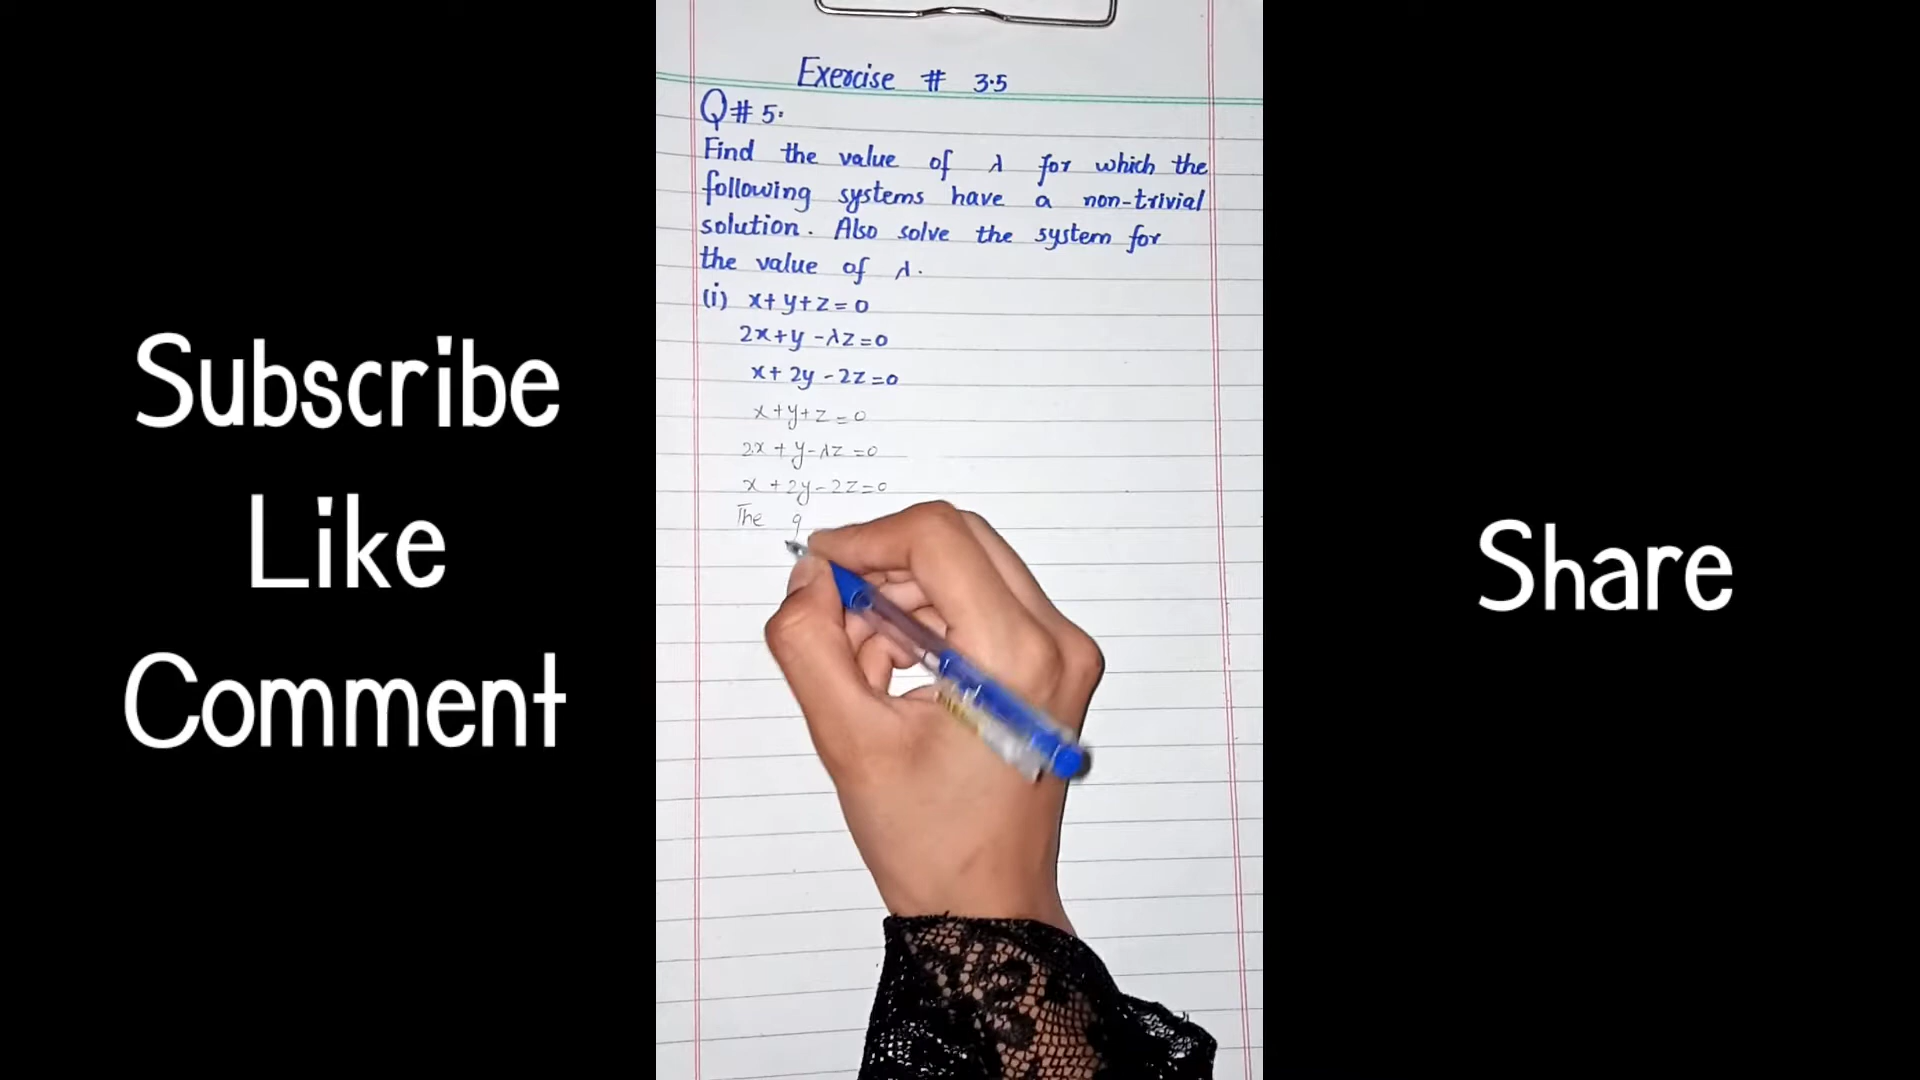 Subscribe
Like
Comment
Exercise # 3.5
Q# 5.
Find the value of λ for which the
following systems have a non-trivial
solution. Also solve the system for
the value of λ.
(i) x+y+z=0
2x+y-λz=0
x+2y-2z=0
x+y+z=0
2x+y-λz=0
x+2y-2z=0
The g
Share